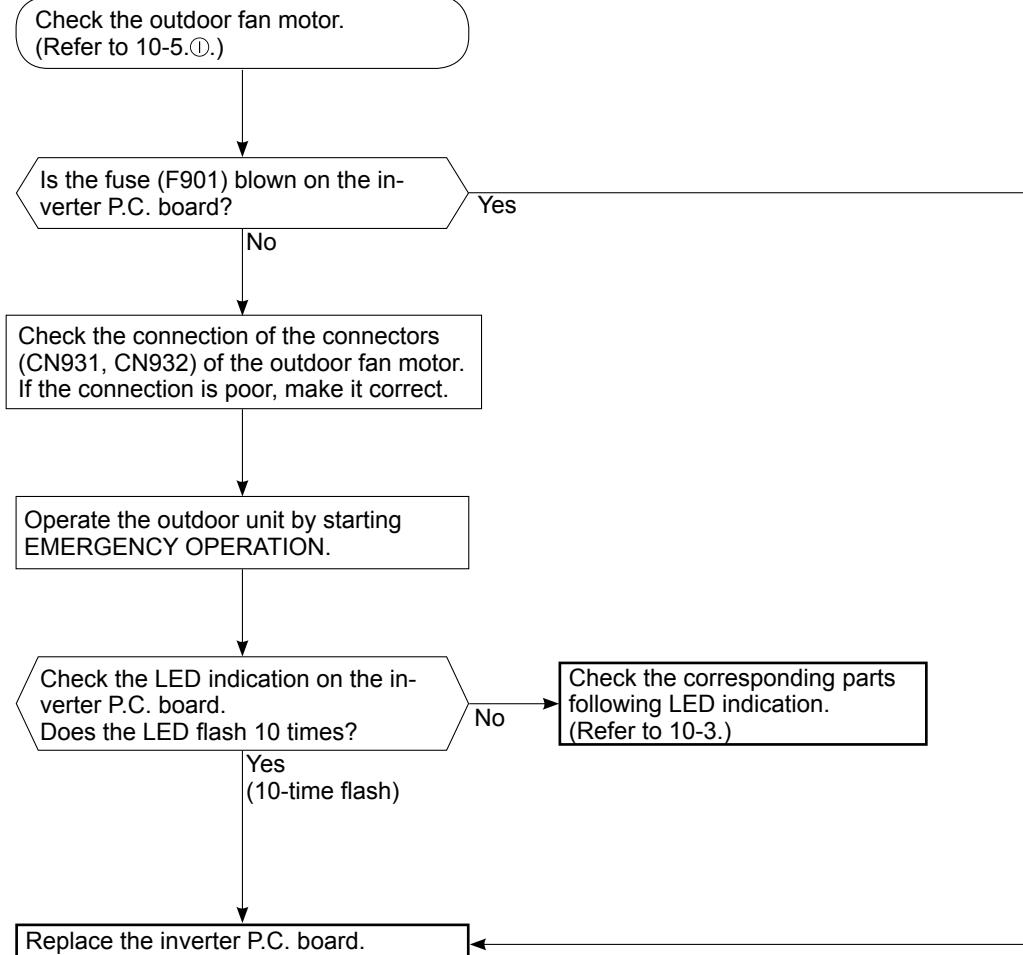 Check the outdoor fan motor.
(Refer to 10-5.Ⓘ.)
Is the fuse (F901) blown on the in-
verter P.C. board?
Yes
No
Check the connection of the connectors
(CN931, CN932) of the outdoor fan motor.
If the connection is poor, make it correct.
Operate the outdoor unit by starting
EMERGENCY OPERATION.
Check the LED indication on the in-
verter P.C. board.
Does the LED flash 10 times?
No
Check the corresponding parts
following LED indication.
(Refer to 10-3.)
Yes
(10-time flash)
Replace the inverter P.C. board.